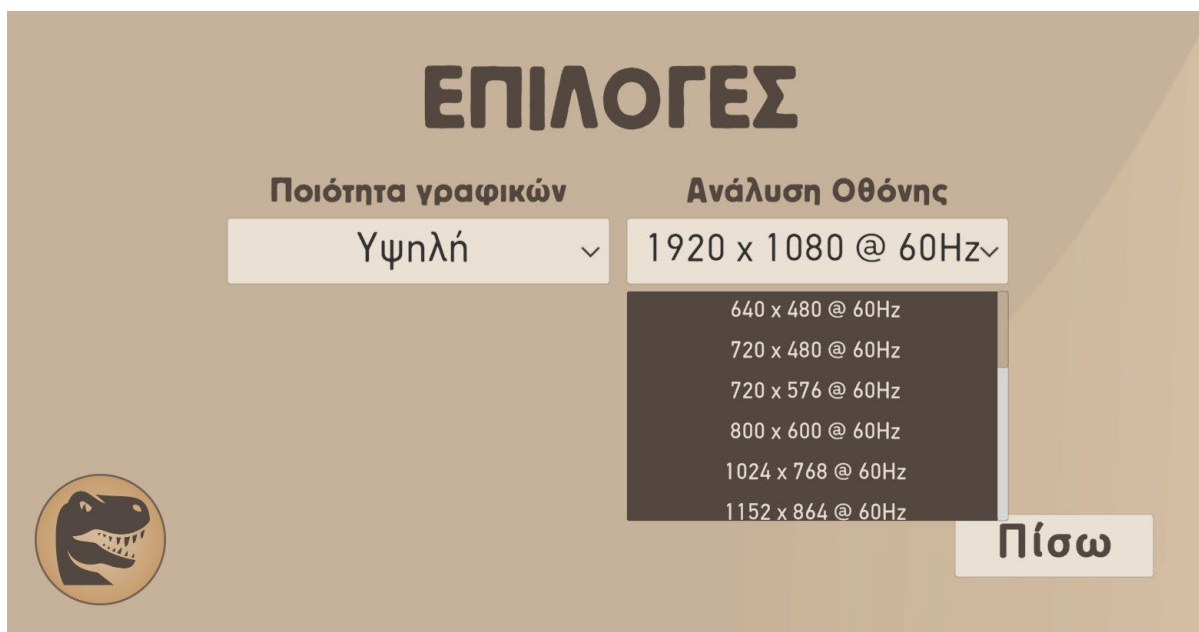 ΕΠΙΛΟΓΕΣ
Ποιότητα γραφικών
Ανάλυση Οθόνης
Υψηλή
1920 x 1080 @ 60Hz
640 x 480 @ 60Hz
720 x 480 @ 60Hz
720 x 576 @ 60Hz
800 x 600 @ 60Hz
1024 x 768 @ 60Hz
1152 x 864 @ 60Hz
Πίσω